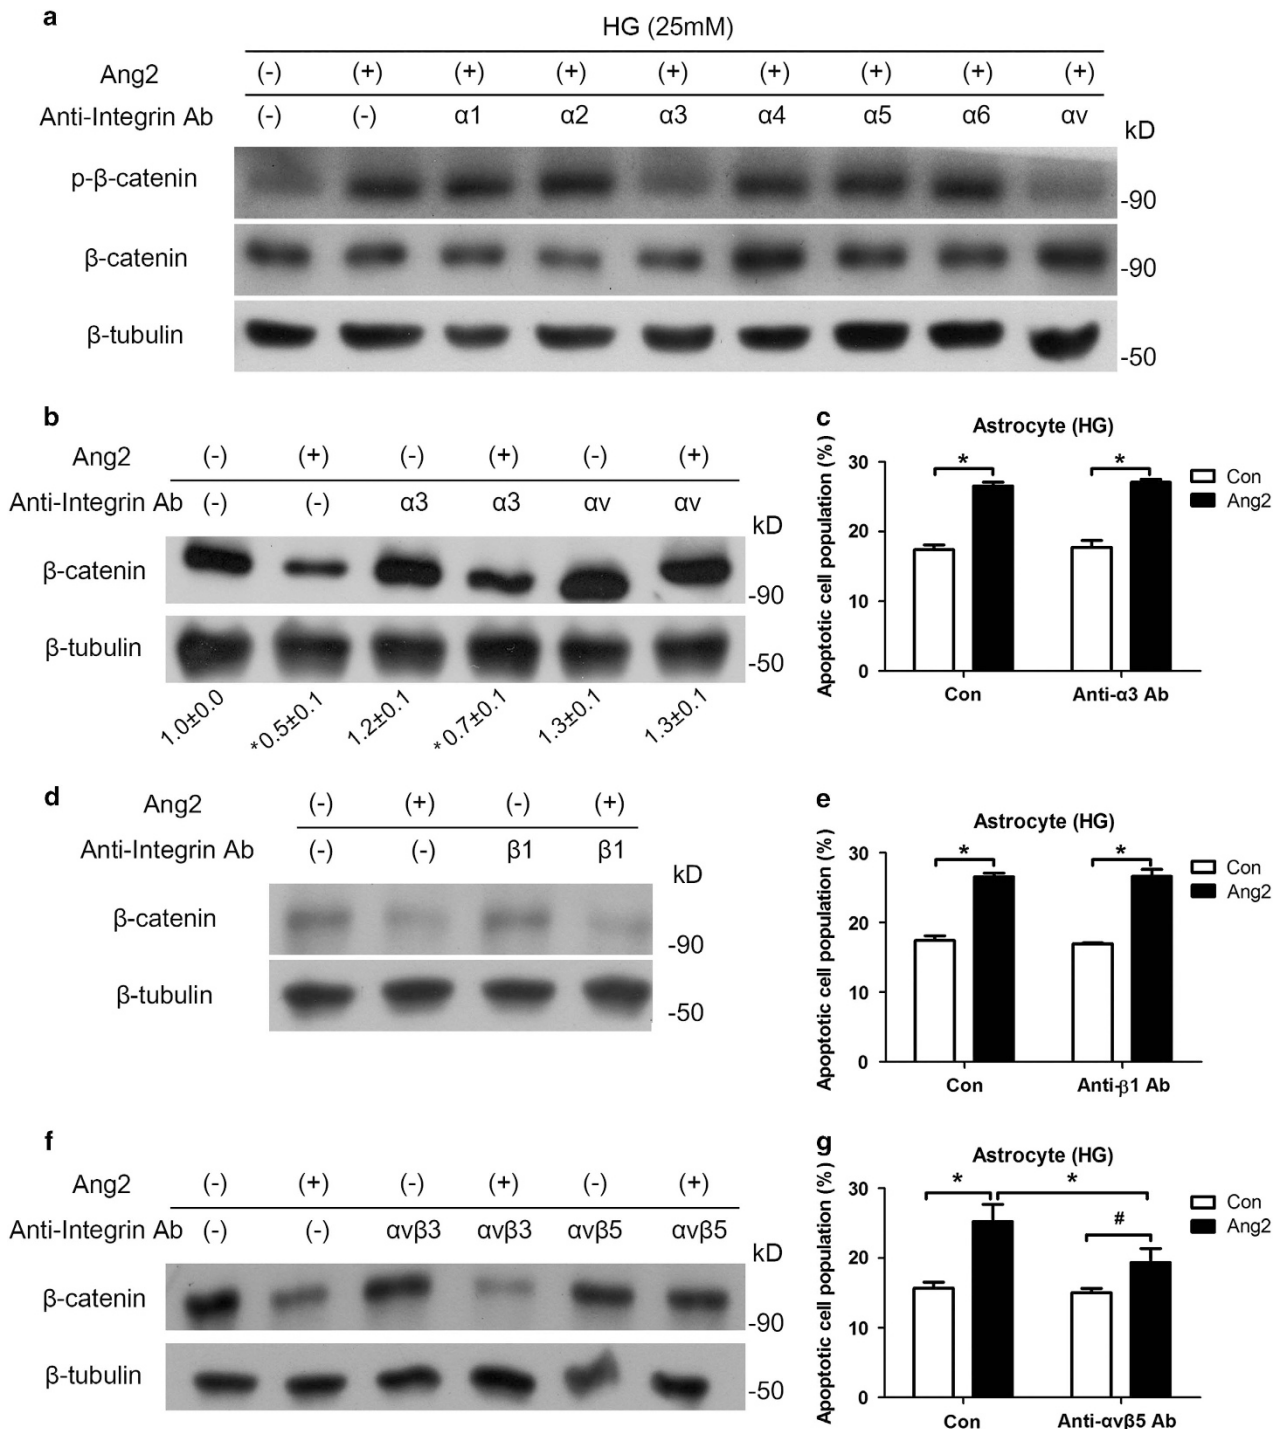 a
HG (25mM)
Ang2 (-) (+) (+) (+) (+) (+) (+) (+) (+)
Anti-Integrin Ab (-) (-) α1 α2 α3 α4 α5 α6 αv
kD
p-β-catenin -90
β-catenin -90
β-tubulin -50
b
Ang2 (-) (+) (-) (+) (-) (+)
Anti-Integrin Ab (-) (-) α3 α3 αv αv
kD
β-catenin -90
β-tubulin -50
1.0±0.0 *0.5±0.1 1.2±0.1 *0.7±0.1 1.3±0.1 1.3±0.1
c
Astrocyte (HG)
Apoptotic cell population (%)
30
20
10
0
* *
Con
Ang2
Con Anti-α3 Ab
d
Ang2 (-) (+) (-) (+)
Anti-Integrin Ab (-) (-) β1 β1
kD
β-catenin -90
β-tubulin -50
e
Astrocyte (HG)
Apoptotic cell population (%)
30
20
10
0
* *
Con
Ang2
Con Anti-β1 Ab
f
Ang2 (-) (+) (-) (+) (-) (+)
Anti-Integrin Ab (-) (-) αvβ3 αvβ3 αvβ5 αvβ5
kD
β-catenin -90
β-tubulin -50
g
Astrocyte (HG)
Apoptotic cell population (%)
30
20
10
0
* *
#
Con
Ang2
Con Anti-αvβ5 Ab